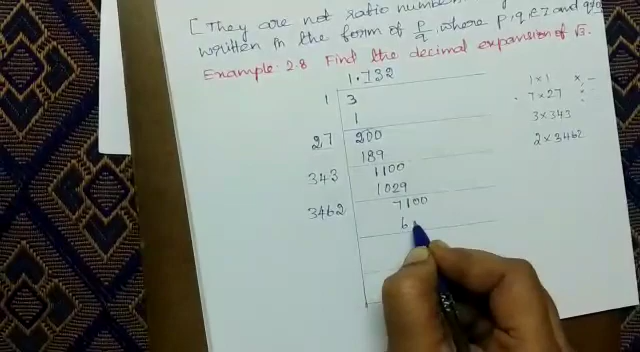 [They are not ratio number
written in the form of p/q, where p, q ∈ Z and q≠0
Example: 2.8 Find the decimal expansion of √3.
1.732
1 3
1
27 200
189
343 1100
1029
3462 7100
6
1 x 1
7 x 27
3 x 343
2 x 3462